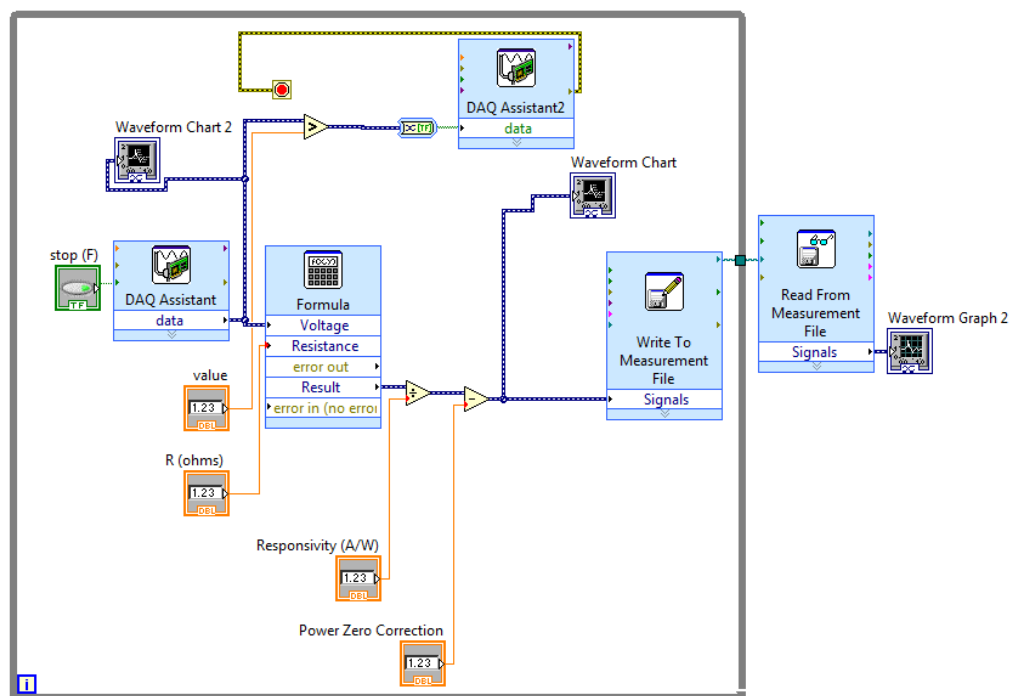 DAQ Assistant2
data
Waveform Chart 2
>
[TF]
Waveform Chart
stop (F)
TF
DAQ Assistant
data
F(X,Y)
Formula
Voltage
Resistance
error out
Result
error in (no erro
÷
-
Write To
Measurement
File
Signals
Read From
Measurement
File
Signals
Waveform Graph 2
value
1.23
DBL
R (ohms)
1.23
DBL
Responsivity (A/W)
1.23
DBL
Power Zero Correction
1.23
DBL
i